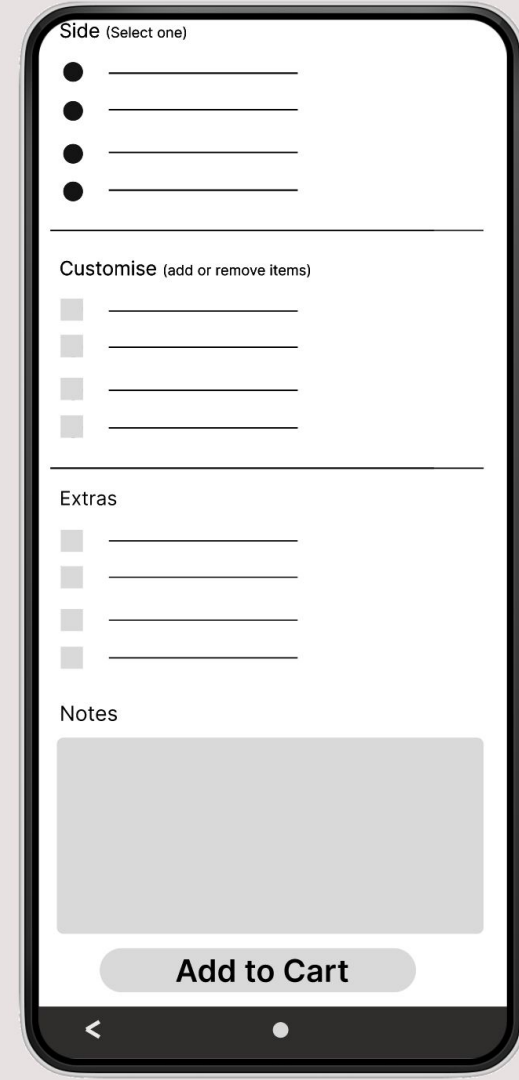 Side (Select one)
Customise (add or remove items)
Extras
Notes
Add to Cart